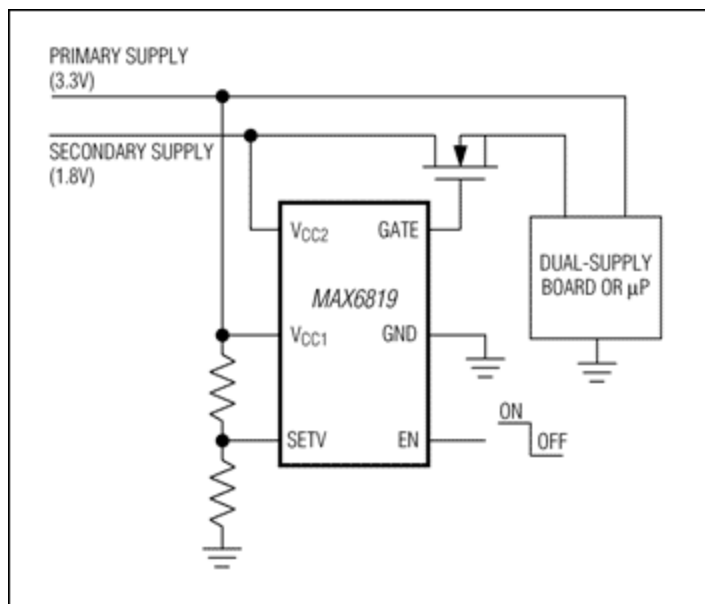 PRIMARY SUPPLY
(3.3V)
SECONDARY SUPPLY
(1.8V)
VCC2
GATE
DUAL-SUPPLY
BOARD OR µP
MAX6819
VCC1
GND
SETV
EN
ON
OFF